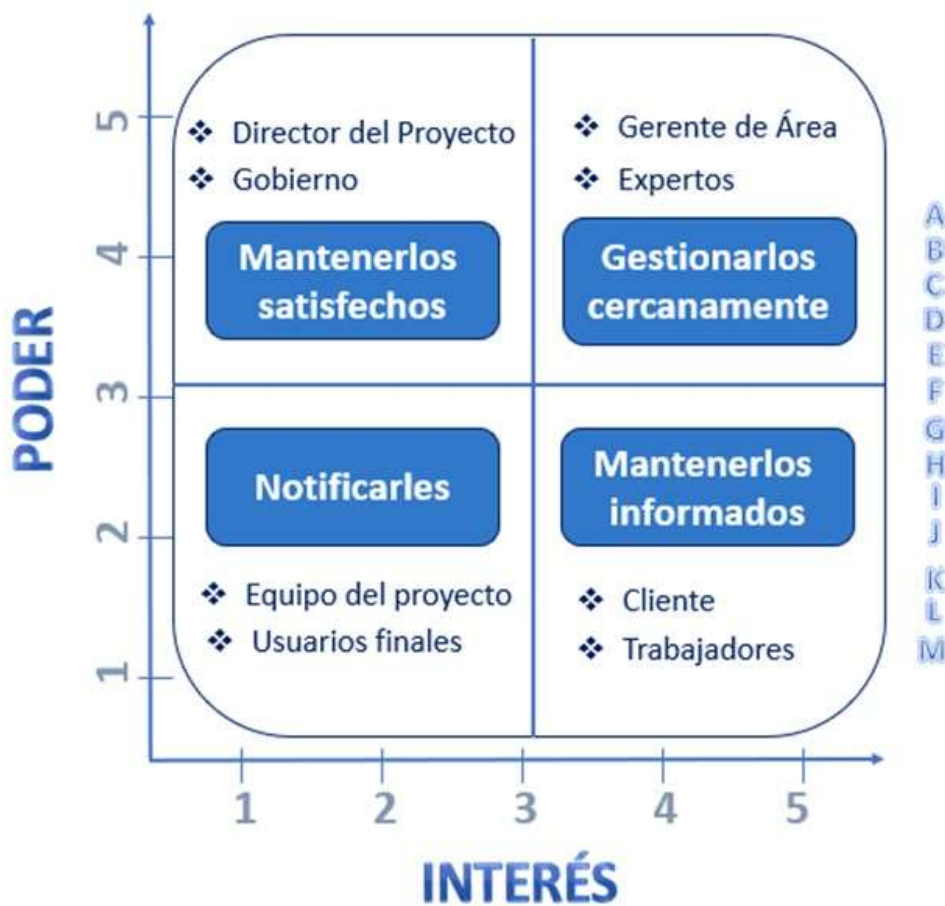 PODER
5
4
3
2
1
❖ Director del Proyecto
❖ Gobierno
Mantenerlos
satisfechos
❖ Gerente de Área
❖ Expertos
Gestionarlos
cercanamente
Notificarles
❖ Equipo del proyecto
❖ Usuarios finales
Mantenerlos
informados
❖ Cliente
❖ Trabajadores
A
B
C
D
E
F
G
H
I
J
K
L
M
1 2 3 4 5
INTERÉS